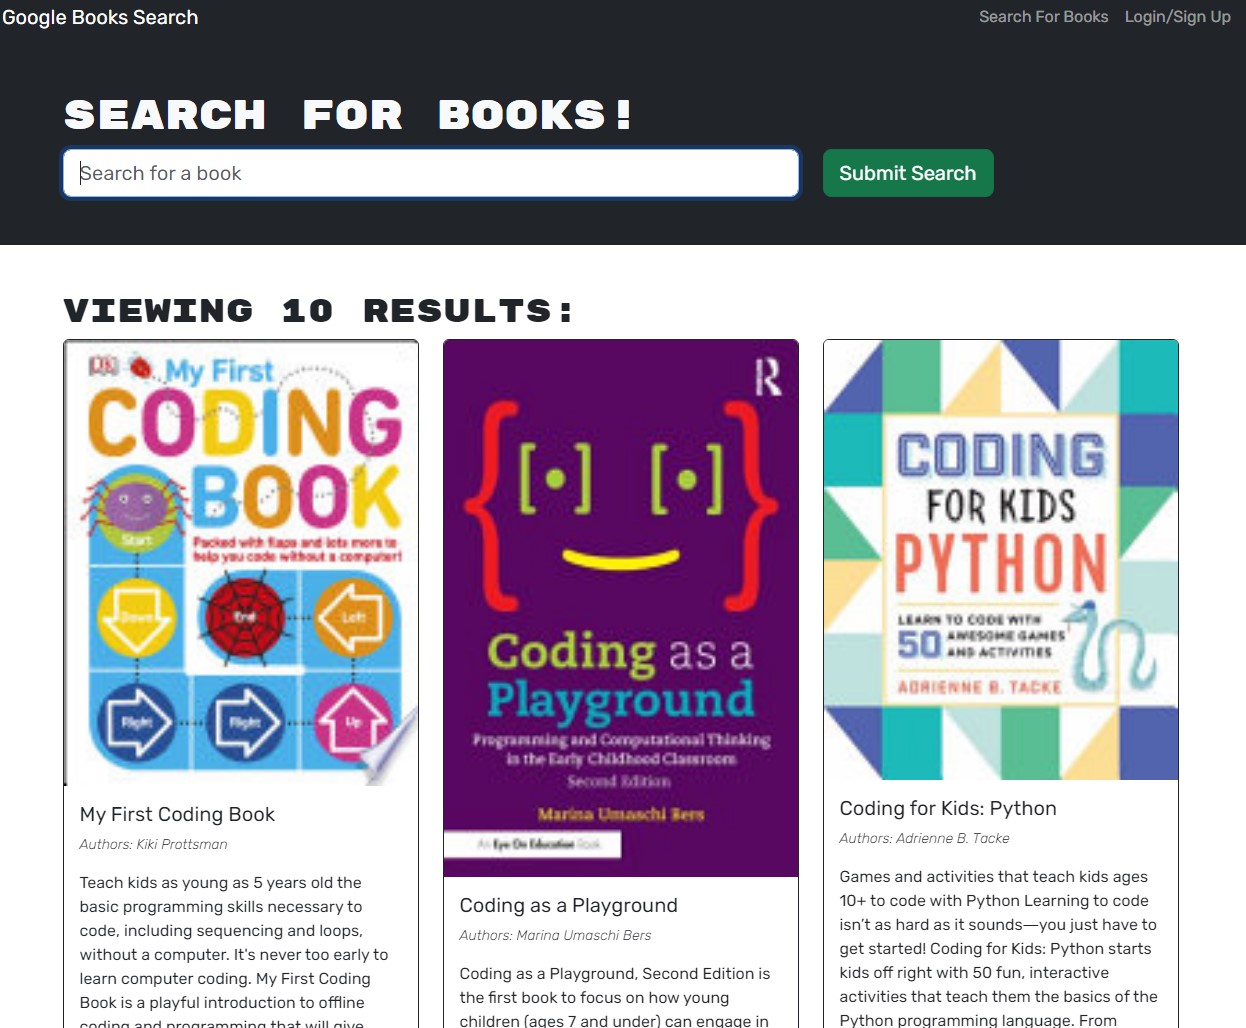 Google Books Search
Search For Books
Login/Sign Up
SEARCH FOR BOOKS!
Search for a book
Submit Search
VIEWING 10 RESULTS:
DK
My First
CODING
BOOK
Packed with flaps and lots more to
help you code without a computer!
Start
Down
End
Left
Right
Right
Up
My First Coding Book
Authors: Kiki Prottsman
Teach kids as young as 5 years old the
basic programming skills necessary to
code, including sequencing and loops,
without a computer. It's never too early to
learn computer coding. My First Coding
Book is a playful introduction to offline
coding and programming that will give
R
{ [•] [•] }
Coding as a
Playground
Programming and Computational Thinking
in the Early Childhood Classroom
Second Edition
Marina Umaschi Bers
An Eye On Education Book
Coding as a Playground
Authors: Marina Umaschi Bers
Coding as a Playground, Second Edition is
the first book to focus on how young
children (ages 7 and under) can engage in
CODING
FOR KIDS
PYTHON
LEARN TO CODE WITH
50 AWESOME GAMES
AND ACTIVITIES
ADRIENNE B. TACKE
Coding for Kids: Python
Authors: Adrienne B. Tacke
Games and activities that teach kids ages
10+ to code with Python Learning to code
isn't as hard as it sounds—you just have to
get started! Coding for Kids: Python starts
kids off right with 50 fun, interactive
activities that teach them the basics of the
Python programming language. From